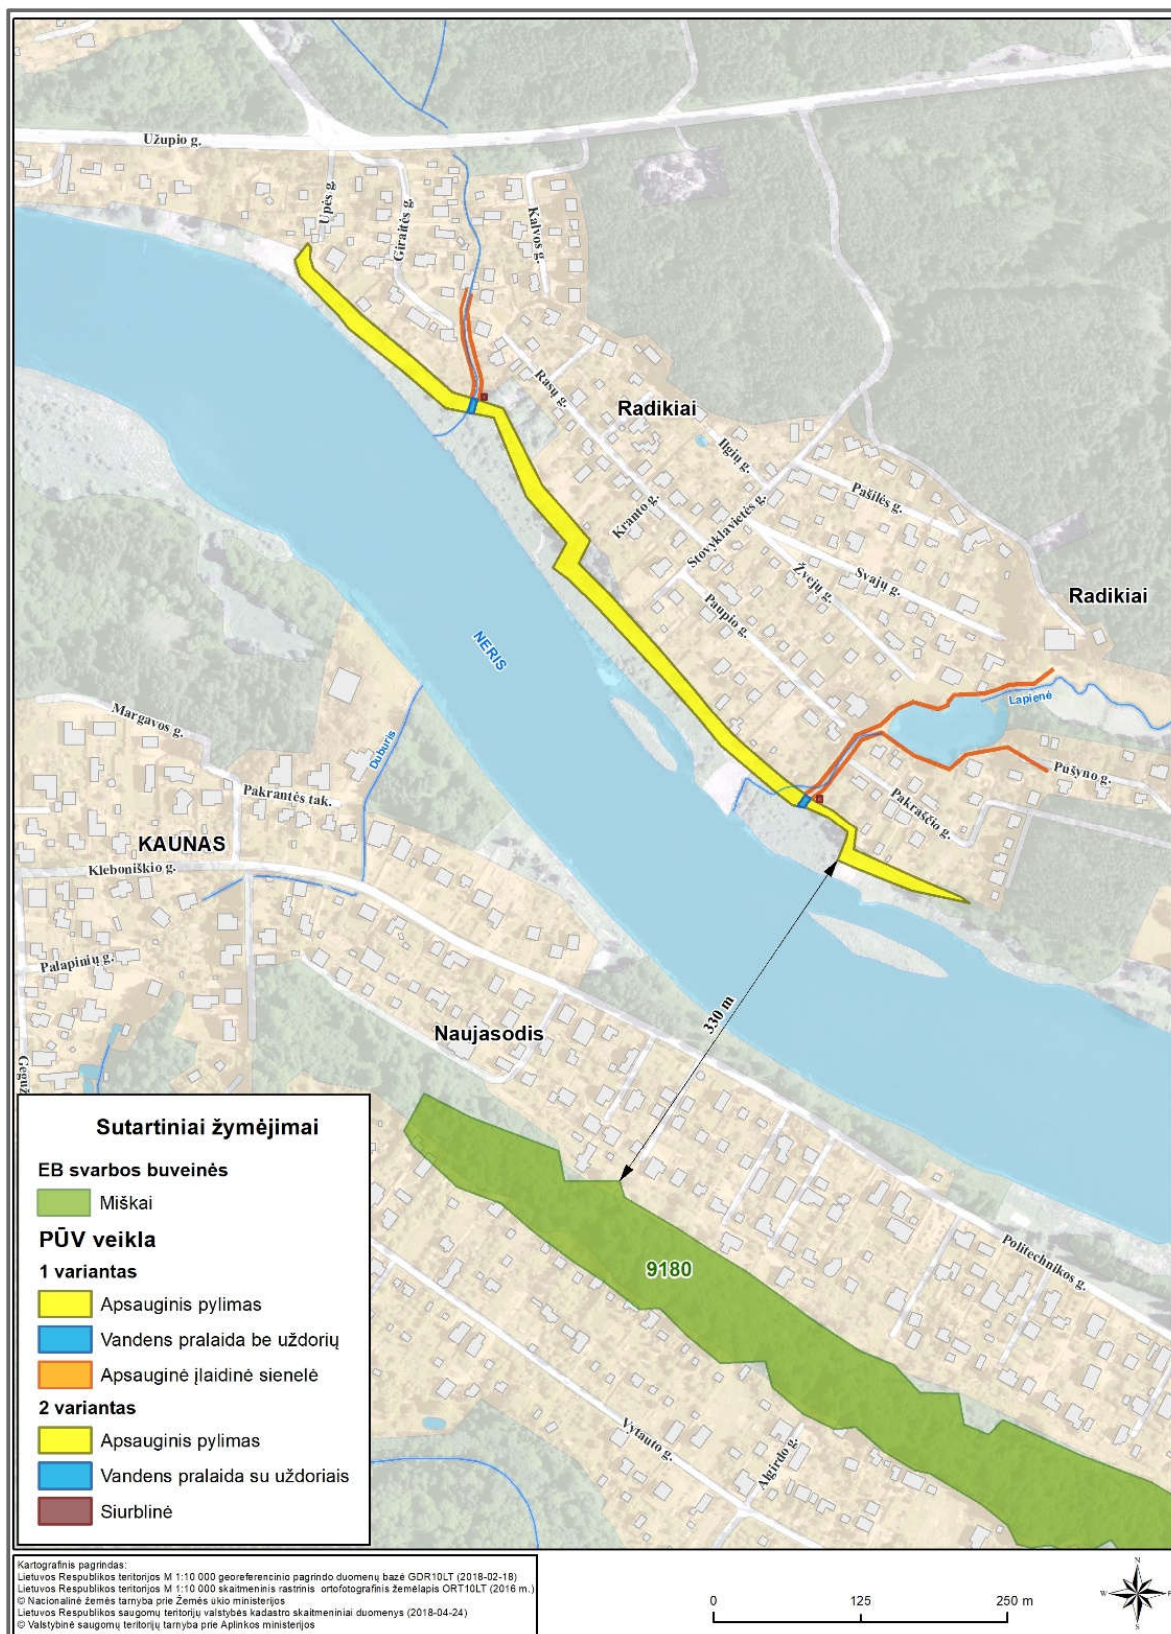 Užupio g.
Upės g.
Giraitės g.
Kalvos g.
Rasų g.
Radikiai
Ilgių g.
Kranto g.
Stovyklavietės g.
Pašilės g.
Svajų g.
Žvejų g.
Paupio g.
Radikiai
NERIS
Lapienė
Margavos g.
Duburis
Pušyno g.
Pakrantės tak.
Pakraščio g.
KAUNAS
Kleboniškio g.
Palapinių g.
330 m
Naujasodis
Politechnikos g.
9180
Vytauto g.
Algirdo g.
Sutartiniai žymėjimai
EB svarbos buveinės
Miškai
PŪV veikla
1 variantas
Apsauginis pylimas
Vandens pralaida be uždorių
Apsauginė įlaidinė sienelė
2 variantas
Apsauginis pylimas
Vandens pralaida su uždoriais
Siurblinė
Kartografinis pagrindas:
Lietuvos Respublikos teritorijos M 1:10 000 georeferencinio pagrindo duomenų bazė GDR10LT (2018-02-18)
Lietuvos Respublikos teritorijos M 1:10 000 skaitmeninis rastrinis ortofotografinis žemėlapis ORT10LT (2016 m.)
© Nacionalinė žemės tarnyba prie Žemės ūkio ministerijos
Lietuvos Respublikos saugomų teritorijų valstybės kadastro skaitmeniniai duomenys (2018-04-24)
© Valstybinė saugomų teritorijų tarnyba prie Aplinkos ministerijos
0 125 250 m
N
W E
S